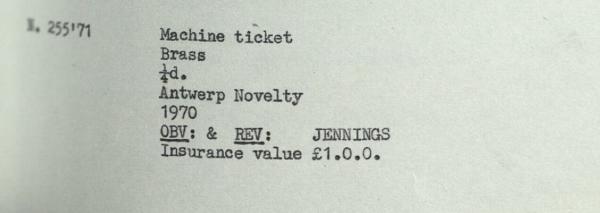 N. 255'71
Machine ticket
Brass
¼d.
Antwerp Novelty
1970
OBV: & REV: JENNINGS
Insurance value £1.0.0.